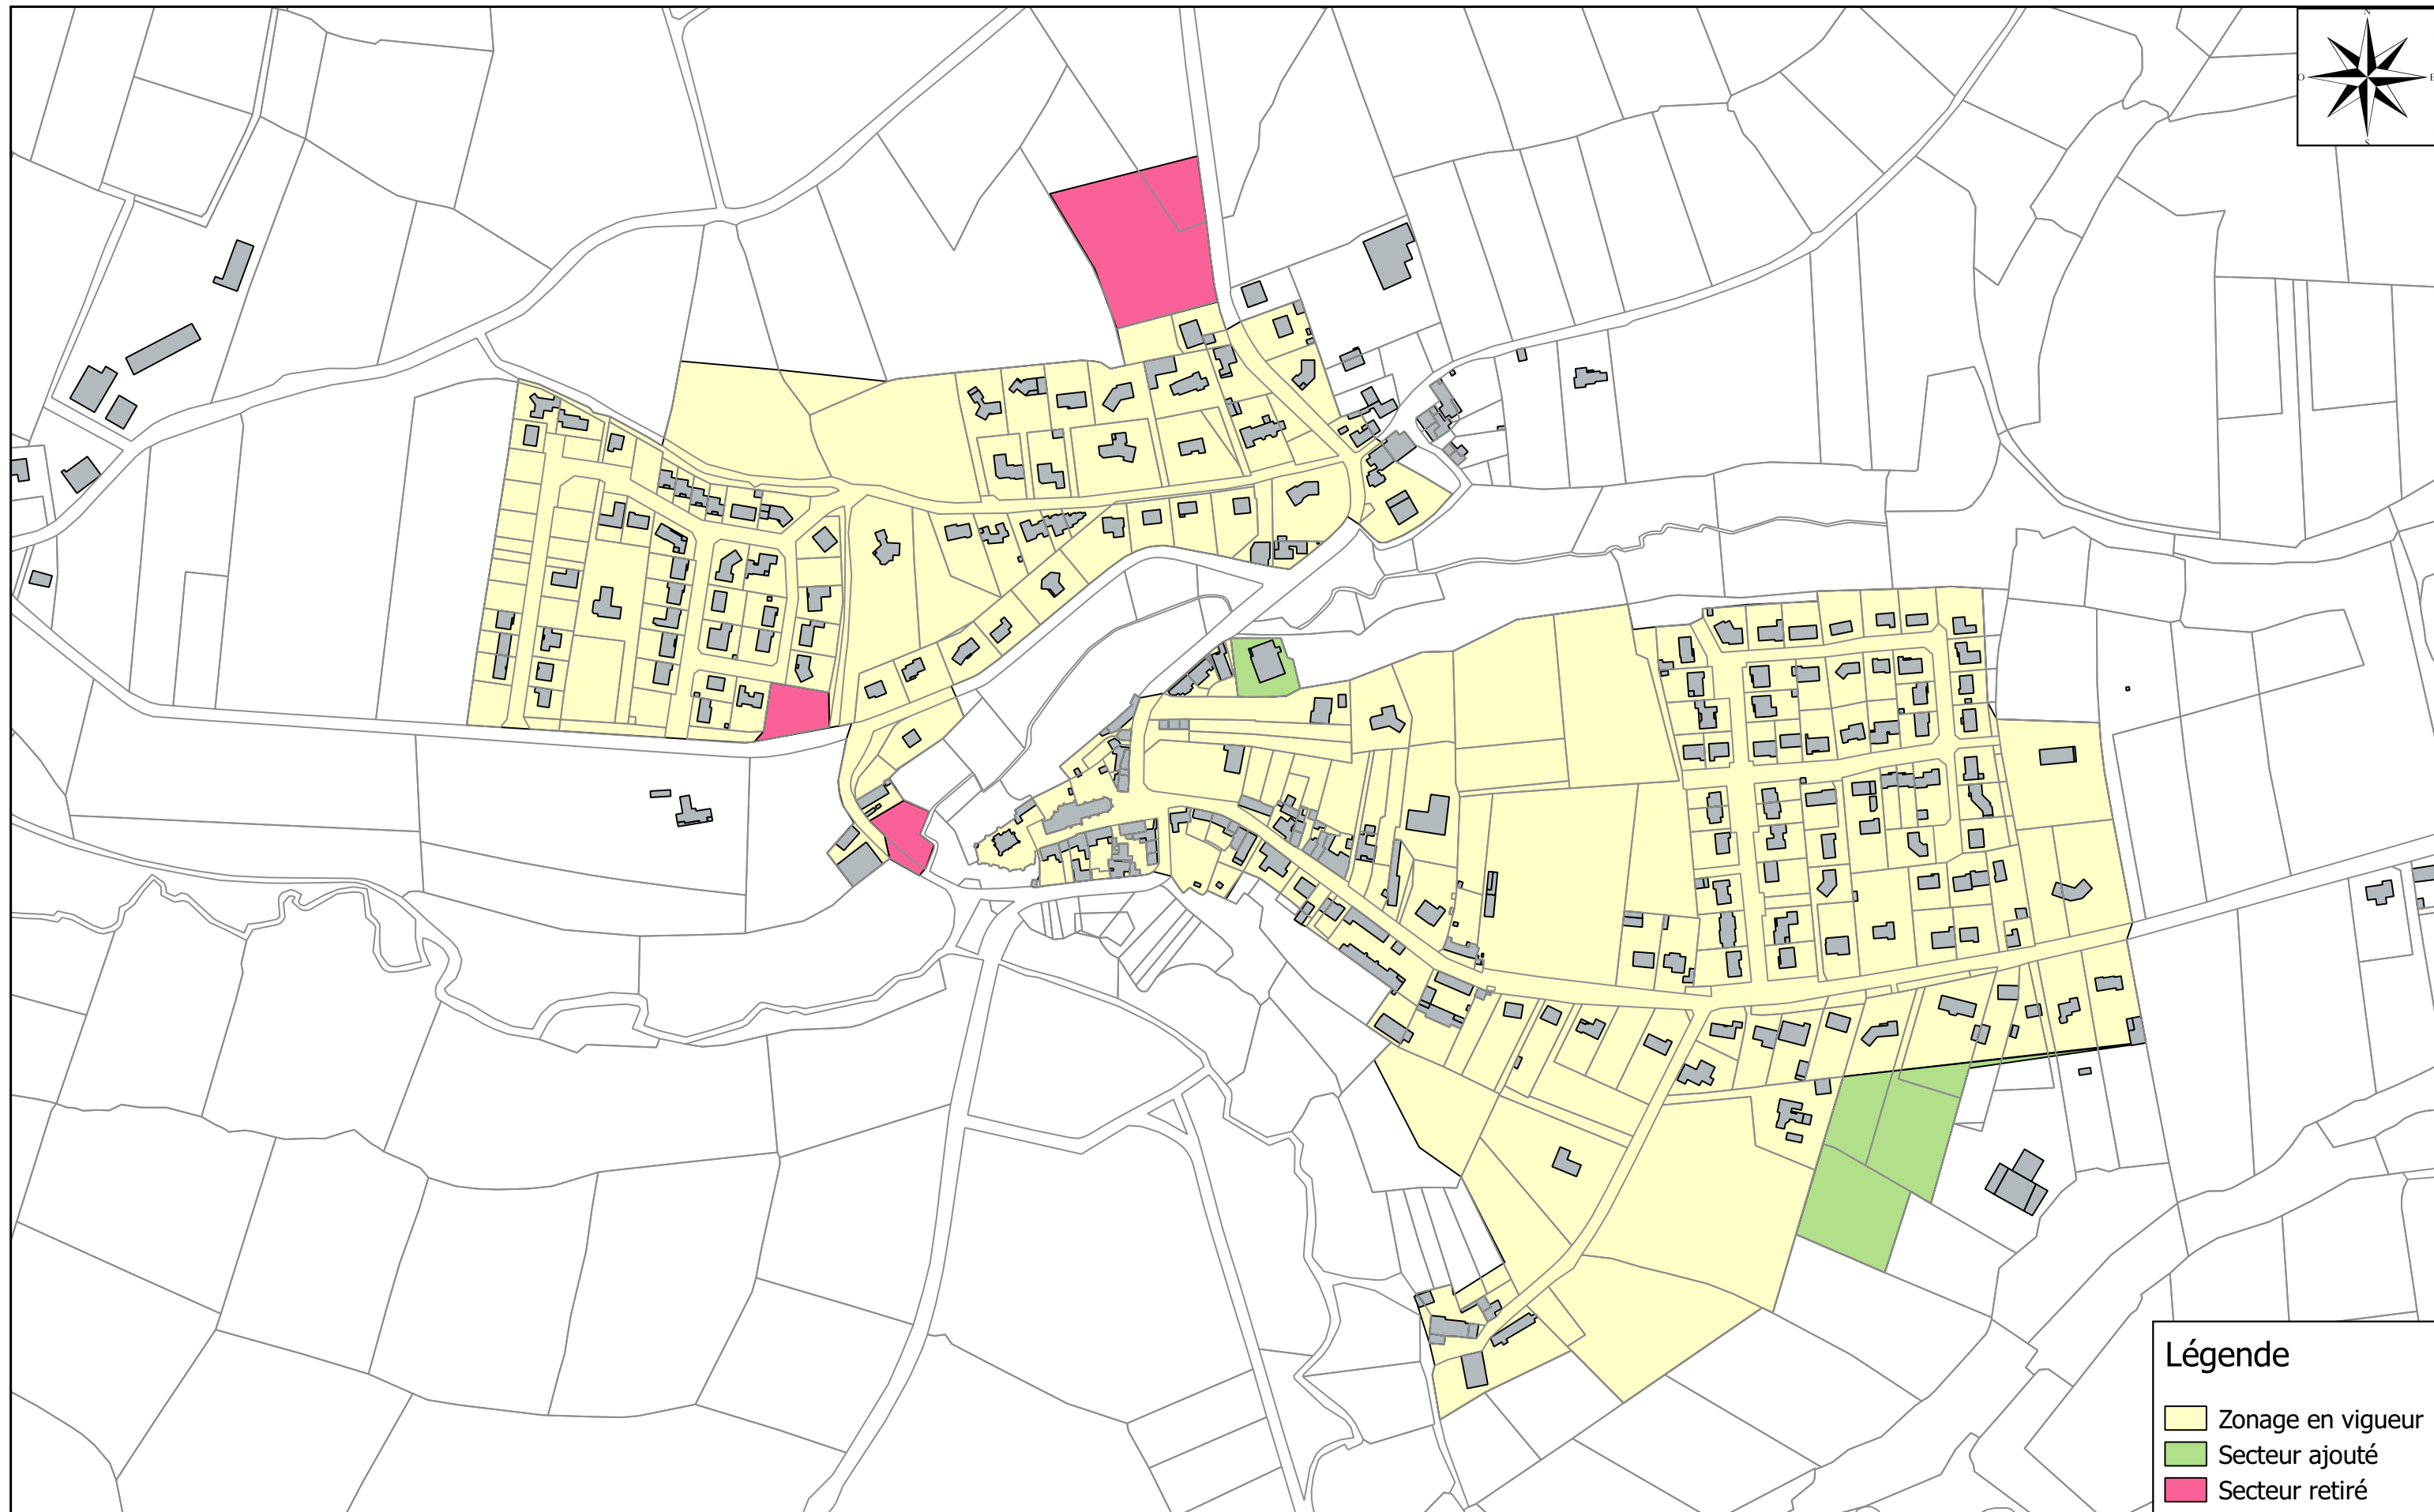 N
O
E
S
Légende
Zonage en vigueur
Secteur ajouté
Secteur retiré